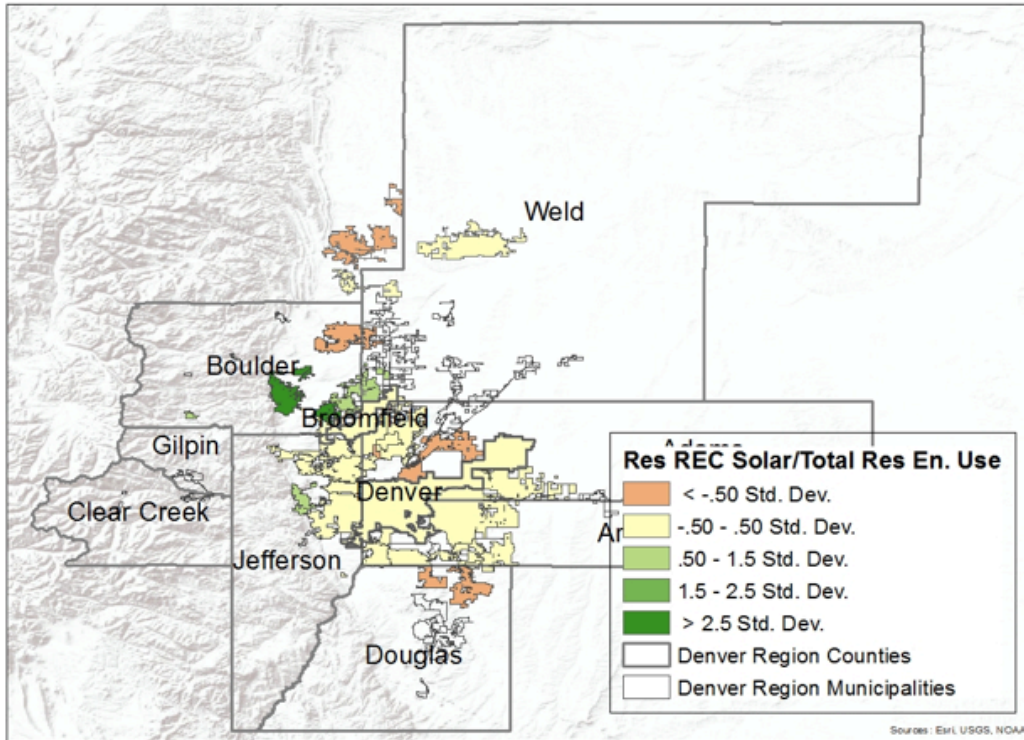 Weld
Boulder
Broomfield
Gilpin
Denver
Clear Creek
Jefferson
Ar
Douglas
Res REC Solar/Total Res En. Use
< -.50 Std. Dev.
-.50 - .50 Std. Dev.
.50 - 1.5 Std. Dev.
1.5 - 2.5 Std. Dev.
> 2.5 Std. Dev.
Denver Region Counties
Denver Region Municipalities
Sources: Esri, USGS, NOAA